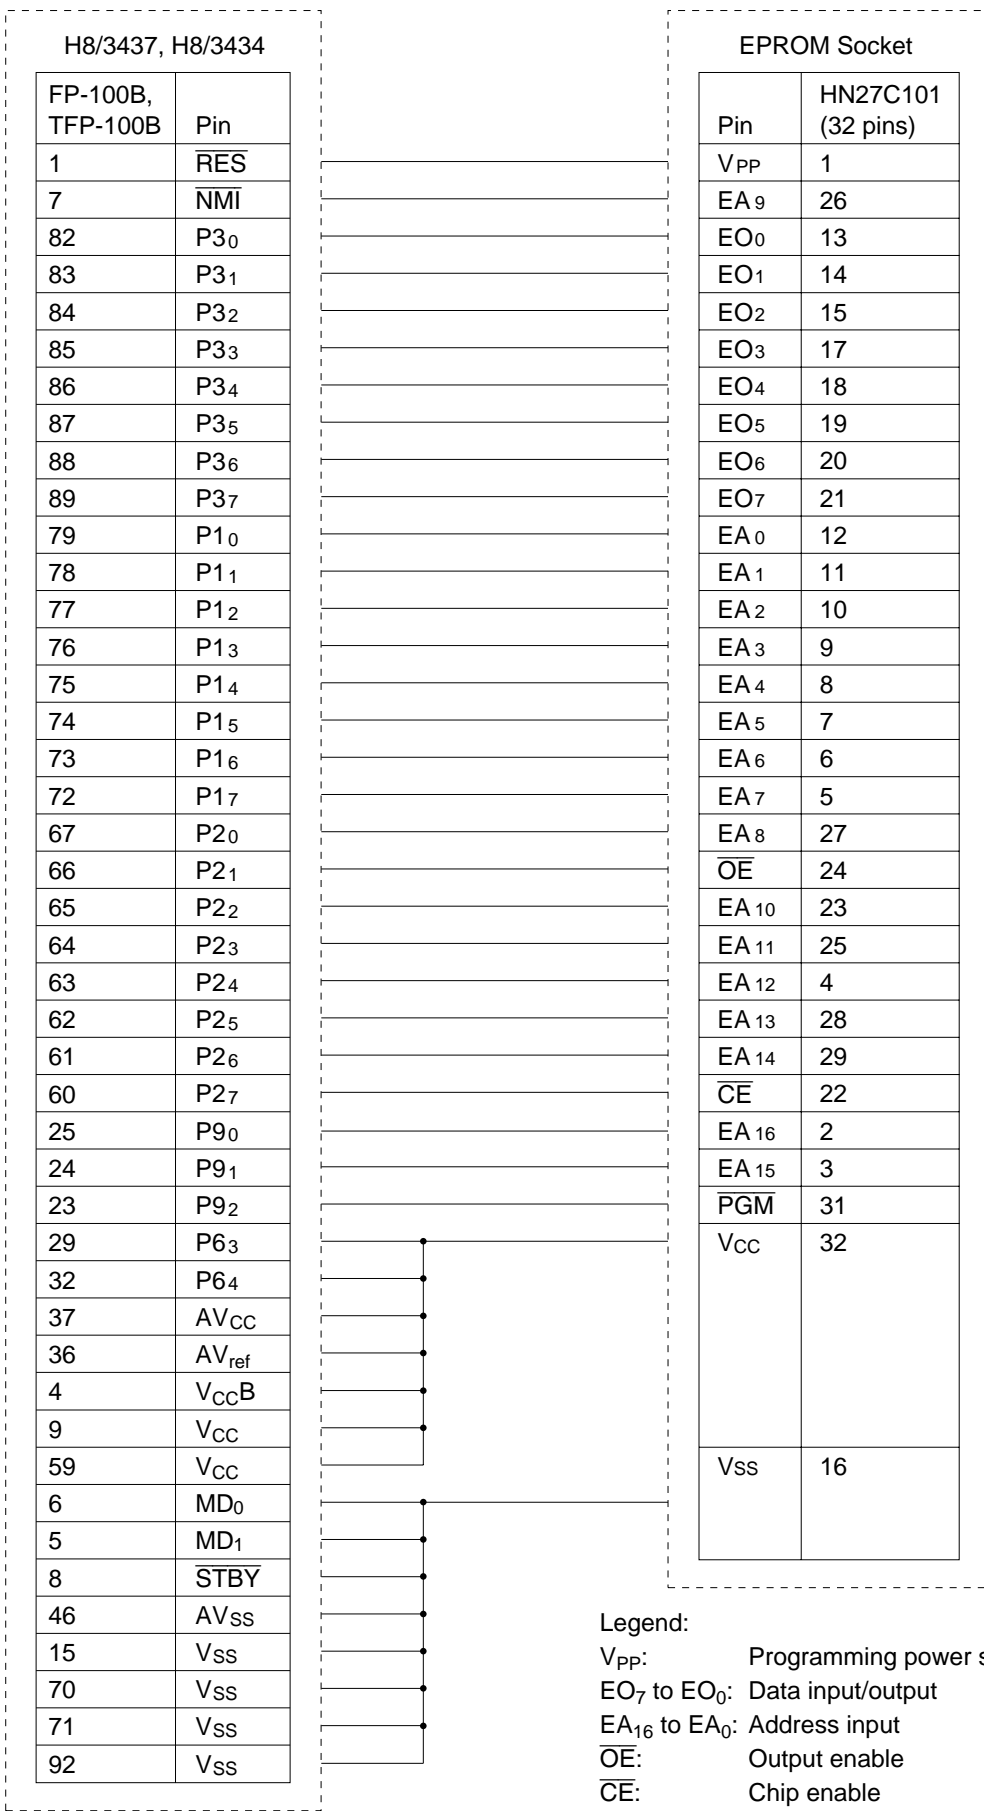 H8/3437, H8/3434
FP-100B, TFP-100B Pin
1 R̅E̅S̅
7 N̅M̅I̅
82 P3₀
83 P3₁
84 P3₂
85 P3₃
86 P3₄
87 P3₅
88 P3₆
89 P3₇
79 P1₀
78 P1₁
77 P1₂
76 P1₃
75 P1₄
74 P1₅
73 P1₆
72 P1₇
67 P2₀
66 P2₁
65 P2₂
64 P2₃
63 P2₄
62 P2₅
61 P2₆
60 P2₇
25 P9₀
24 P9₁
23 P9₂
29 P6₃
32 P6₄
37 AVCC
36 AVref
4 VCCB
9 VCC
59 VCC
6 MD₀
5 MD₁
8 S̅T̅B̅Y̅
46 AVSS
15 VSS
70 VSS
71 VSS
92 VSS
EPROM Socket
Pin HN27C101 (32 pins)
VPP 1
EA₉ 26
EO₀ 13
EO₁ 14
EO₂ 15
EO₃ 17
EO₄ 18
EO₅ 19
EO₆ 20
EO₇ 21
EA₀ 12
EA₁ 11
EA₂ 10
EA₃ 9
EA₄ 8
EA₅ 7
EA₆ 6
EA₇ 5
EA₈ 27
O̅E̅ 24
EA₁₀ 23
EA₁₁ 25
EA₁₂ 4
EA₁₃ 28
EA₁₄ 29
C̅E̅ 22
EA₁₆ 2
EA₁₅ 3
P̅G̅M̅ 31
VCC 32
VSS 16
Legend:
VPP: Programming power
EO₇ to EO₀: Data input/output
EA₁₆ to EA₀: Address input
O̅E̅: Output enable
C̅E̅: Chip enable